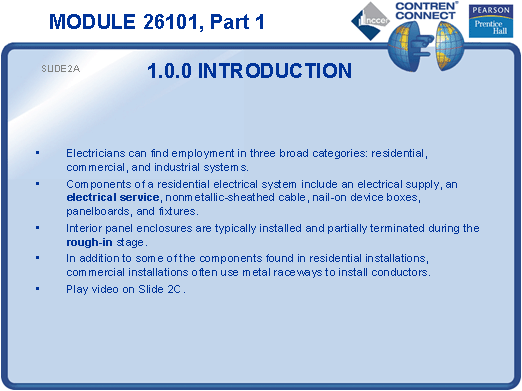 MODULE 26101, Part 1
nccer
CONTREN®
CONNECT
PEARSON
Prentice
Hall
SLIDE 2A
1.0.0 INTRODUCTION
• Electricians can find employment in three broad categories: residential,
commercial, and industrial systems.
• Components of a residential electrical system include an electrical supply, an
electrical service, nonmetallic-sheathed cable, nail-on device boxes,
panelboards, and fixtures.
• Interior panel enclosures are typically installed and partially terminated during the
rough-in stage.
• In addition to some of the components found in residential installations,
commercial installations often use metal raceways to install conductors.
• Play video on Slide 2C.